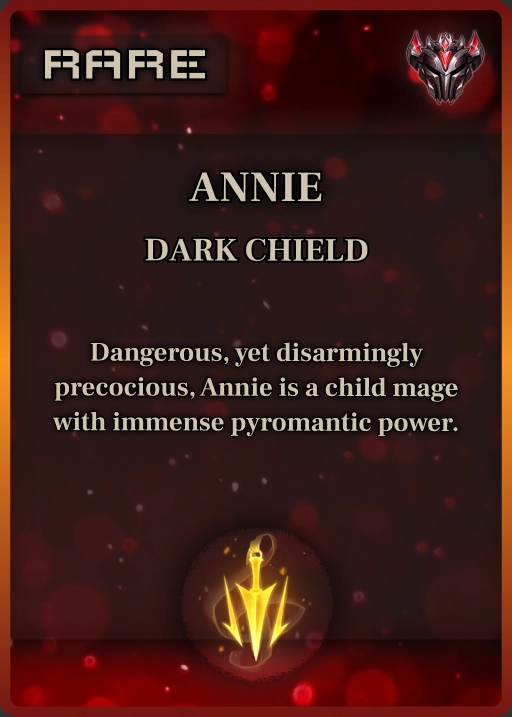 RARE
ANNIE
DARK CHIELD
Dangerous, yet disarmingly
precocious, Annie is a child mage
with immense pyromantic power.